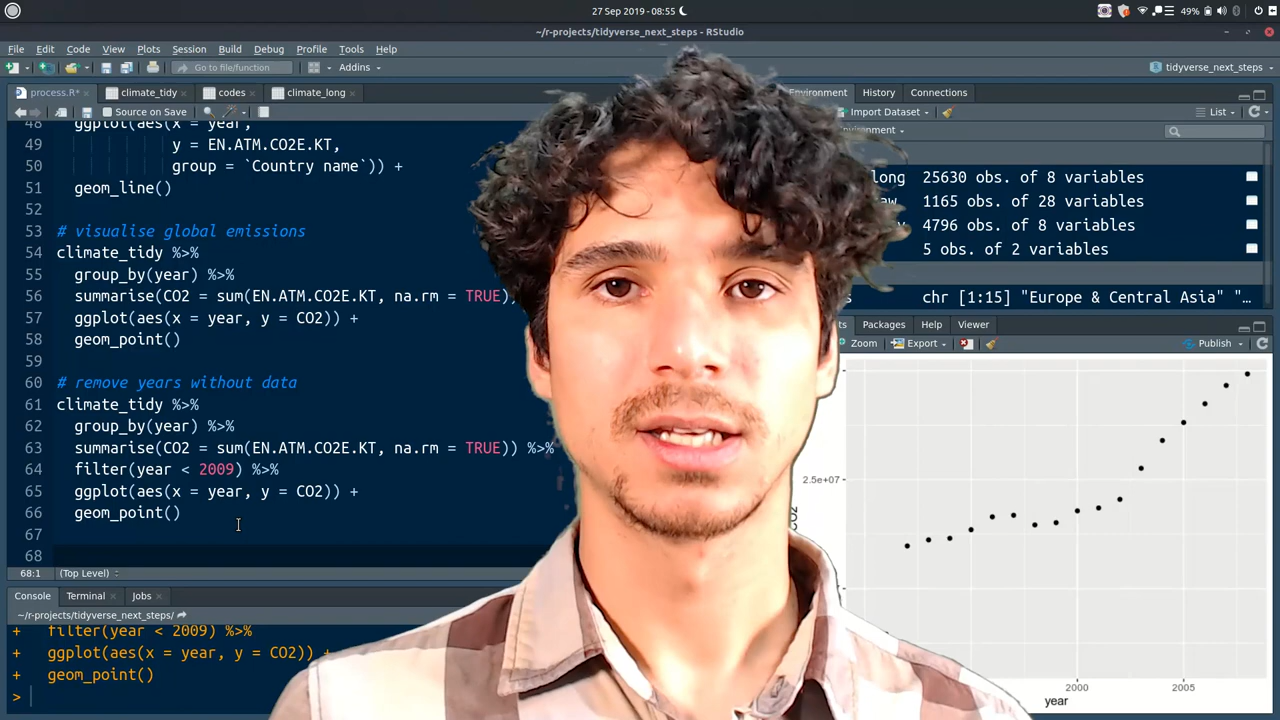 27 Sep 2019 - 08:55
49%
~/r-projects/tidyverse_next_steps - RStudio
File Edit Code View Plots Session Build Debug Profile Tools Help
Go to file/function
Addins
tidyverse_next_steps
process.R* climate_tidy codes climate_long
Source on Save
48 ggplot(aes(x = year,
49 y = EN.ATM.CO2E.KT,
50 group = `Country name`)) +
51 geom_line()
52
53 # visualise global emissions
54 climate_tidy %>%
55 group_by(year) %>%
56 summarise(CO2 = sum(EN.ATM.CO2E.KT, na.rm = TRUE)
57 ggplot(aes(x = year, y = CO2)) +
58 geom_point()
59
60 # remove years without data
61 climate_tidy %>%
62 group_by(year) %>%
63 summarise(CO2 = sum(EN.ATM.CO2E.KT, na.rm = TRUE)) %>%
64 filter(year < 2009) %>%
65 ggplot(aes(x = year, y = CO2)) +
66 geom_point()
67
68
68:1 (Top Level)
Console Terminal Jobs
~/r-projects/tidyverse_next_steps/
+ filter(year < 2009) %>%
+ ggplot(aes(x = year, y = CO2)) +
+ geom_point()
>
Environment History Connections
Import Dataset List
25630 obs. of 8 variables
1165 obs. of 28 variables
4796 obs. of 8 variables
5 obs. of 2 variables
chr [1:15] "Europe & Central Asia" "…
Packages Help Viewer
Zoom Export Publish
2.5e+07
CO2
2000 2005
year